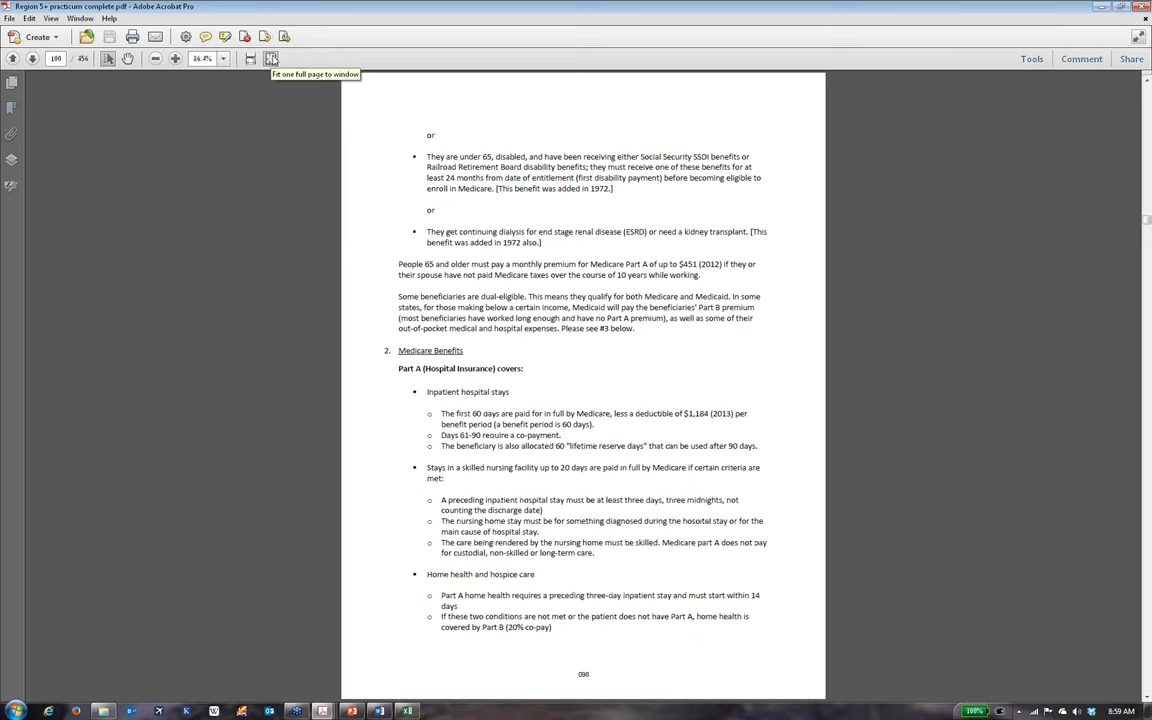 Region 5+ practicum complete.pdf - Adobe Acrobat Pro
File Edit View Window Help
Create
100 / 456 86.4%
Tools Comment Share
Fit one full page to window
or
▪ They are under 65, disabled, and have been receiving either Social Security SSDI benefits or
Railroad Retirement Board disability benefits; they must receive one of these benefits for at
least 24 months from date of entitlement (first disability payment) before becoming eligible to
enroll in Medicare. [This benefit was added in 1972.]
or
▪ They get continuing dialysis for end stage renal disease (ESRD) or need a kidney transplant. [This
benefit was added in 1972 also.]
People 65 and older must pay a monthly premium for Medicare Part A of up to $451 (2012) if they or
their spouse have not paid Medicare taxes over the course of 10 years while working.
Some beneficiaries are dual-eligible. This means they qualify for both Medicare and Medicaid. In some
states, for those making below a certain income, Medicaid will pay the beneficiaries' Part B premium
(most beneficiaries have worked long enough and have no Part A premium), as well as some of their
out-of-pocket medical and hospital expenses. Please see #3 below.
2. Medicare Benefits
Part A (Hospital Insurance) covers:
▪ Inpatient hospital stays
o The first 60 days are paid for in full by Medicare, less a deductible of $1,184 (2013) per
benefit period (a benefit period is 60 days).
o Days 61-90 require a co-payment.
o The beneficiary is also allocated 60 "lifetime reserve days" that can be used after 90 days.
▪ Stays in a skilled nursing facility up to 20 days are paid in full by Medicare if certain criteria are
met:
o A preceding inpatient hospital stay must be at least three days, three midnights, not
counting the discharge date)
o The nursing home stay must be for something diagnosed during the hospital stay or for the
main cause of hospital stay.
o The care being rendered by the nursing home must be skilled. Medicare part A does not pay
for custodial, non-skilled or long-term care.
▪ Home health and hospice care
o Part A home health requires a preceding three-day inpatient stay and must start within 14
days
o If these two conditions are not met or the patient does not have Part A, home health is
covered by Part B (20% co-pay)
098
100% 8:59 AM